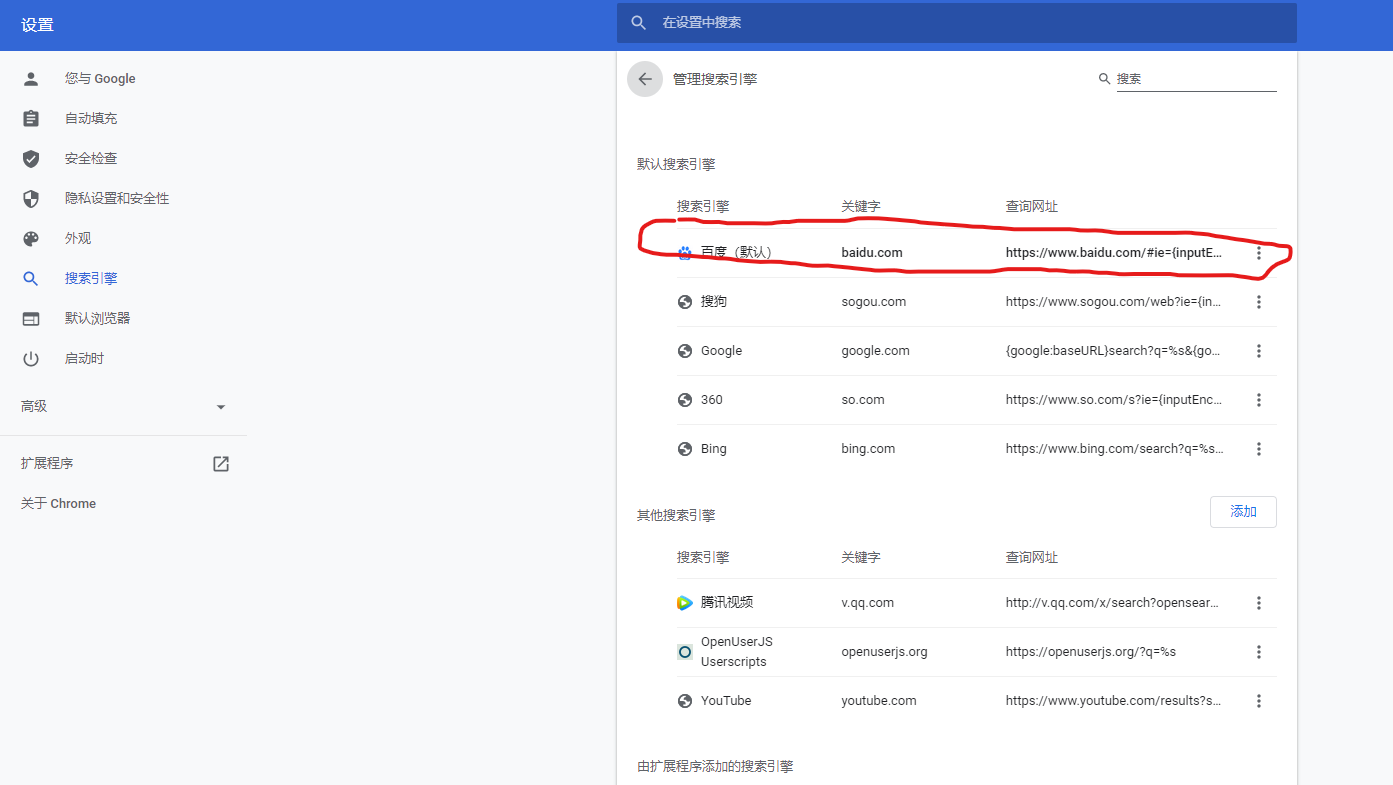 设置
在设置中搜索
您与 Google
自动填充
安全检查
隐私设置和安全性
外观
搜索引擎
默认浏览器
启动时
高级
扩展程序
关于 Chrome
管理搜索引擎 搜索
默认搜索引擎
搜索引擎 关键字 查询网址
百度（默认） baidu.com https://www.baidu.com/#ie={inputE...
搜狗 sogou.com https://www.sogou.com/web?ie={in...
Google google.com {google:baseURL}search?q=%s&{go...
360 so.com https://www.so.com/s?ie={inputEnc...
Bing bing.com https://www.bing.com/search?q=%s...
其他搜索引擎 添加
搜索引擎 关键字 查询网址
腾讯视频 v.qq.com http://v.qq.com/x/search?opensear...
OpenUserJS
Userscripts openuserjs.org https://openuserjs.org/?q=%s
YouTube youtube.com https://www.youtube.com/results?s...
由扩展程序添加的搜索引擎